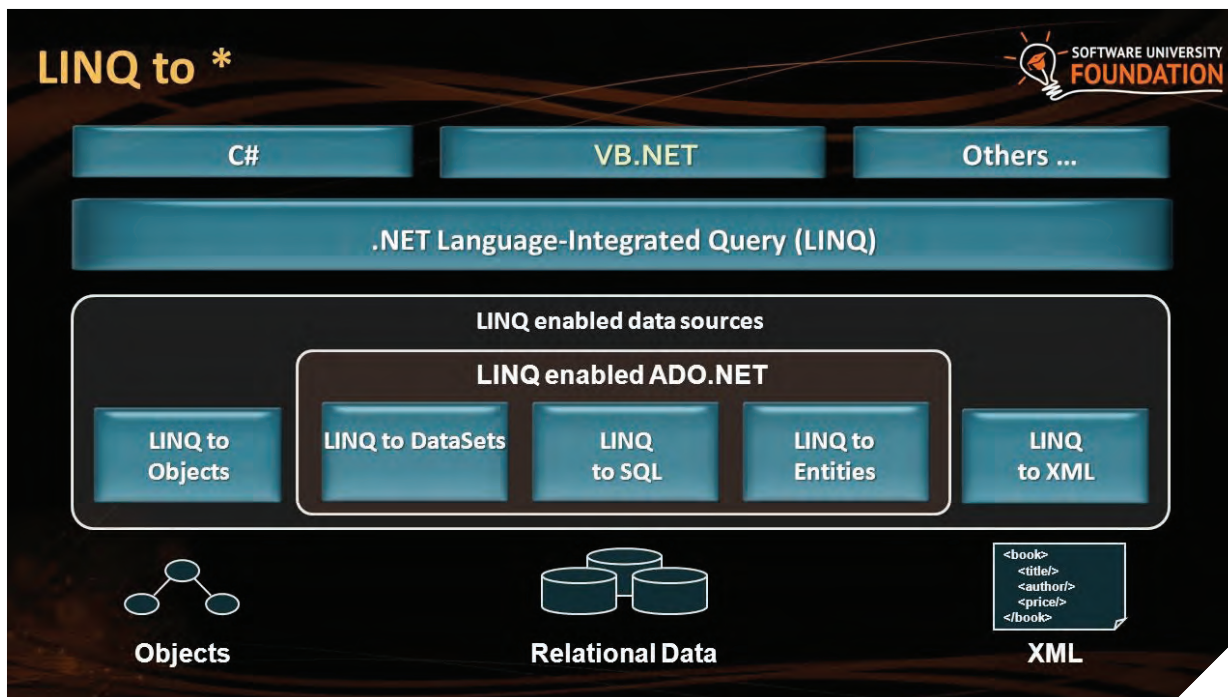 LINQ to *
SOFTWARE UNIVERSITY
FOUNDATION
C#
VB.NET
Others ...
.NET Language-Integrated Query (LINQ)
LINQ enabled data sources
LINQ enabled ADO.NET
LINQ to
Objects
LINQ to DataSets
LINQ
to SQL
LINQ to
Entities
LINQ
to XML
<book>
<title/>
<author/>
<price/>
</book>
Objects
Relational Data
XML